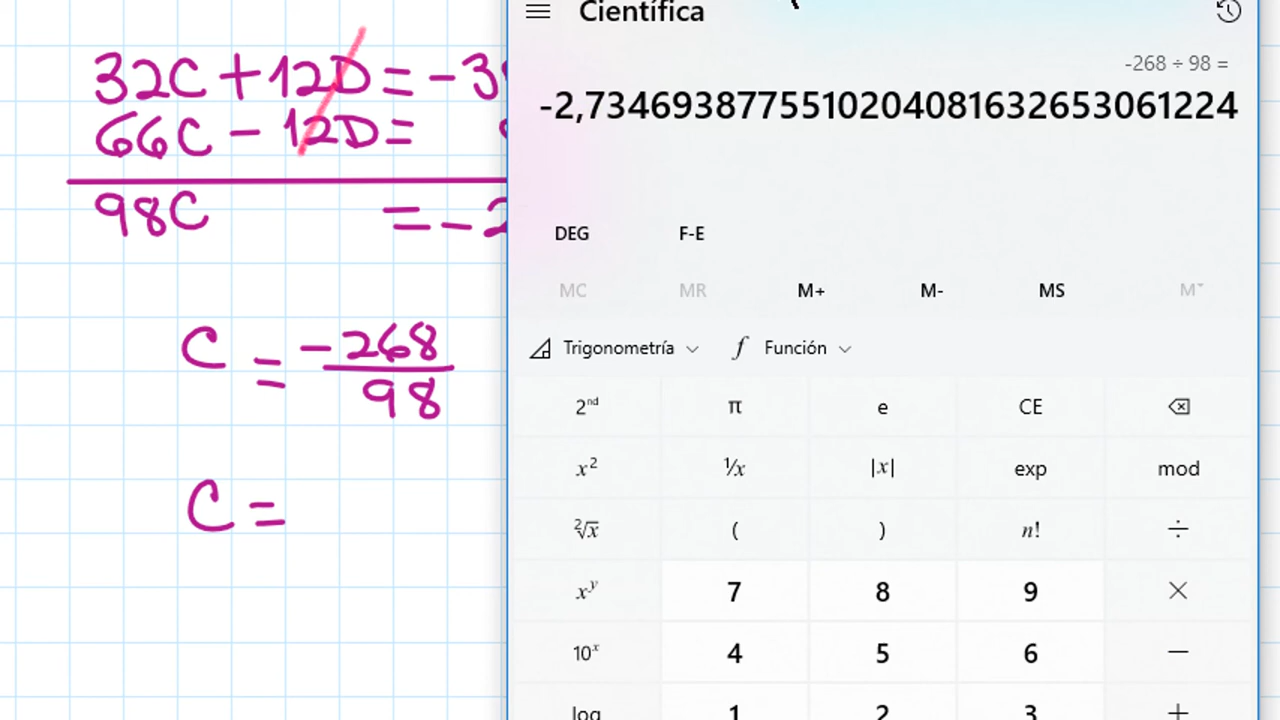 32C + 12D = -3
66C - 12D =
98C = -2
C = -268
98
C =
Científica
-268 ÷ 98 =
-2,7346938775510204081632653061224
DEG F-E
MC MR M+ M- MS M˅
Trigonometría f Función
2nd π e CE
x² ⅟x |x| exp mod
²√x ( ) n! ÷
xʸ 7 8 9 ×
10ˣ 4 5 6 −
log 1 2 3 +